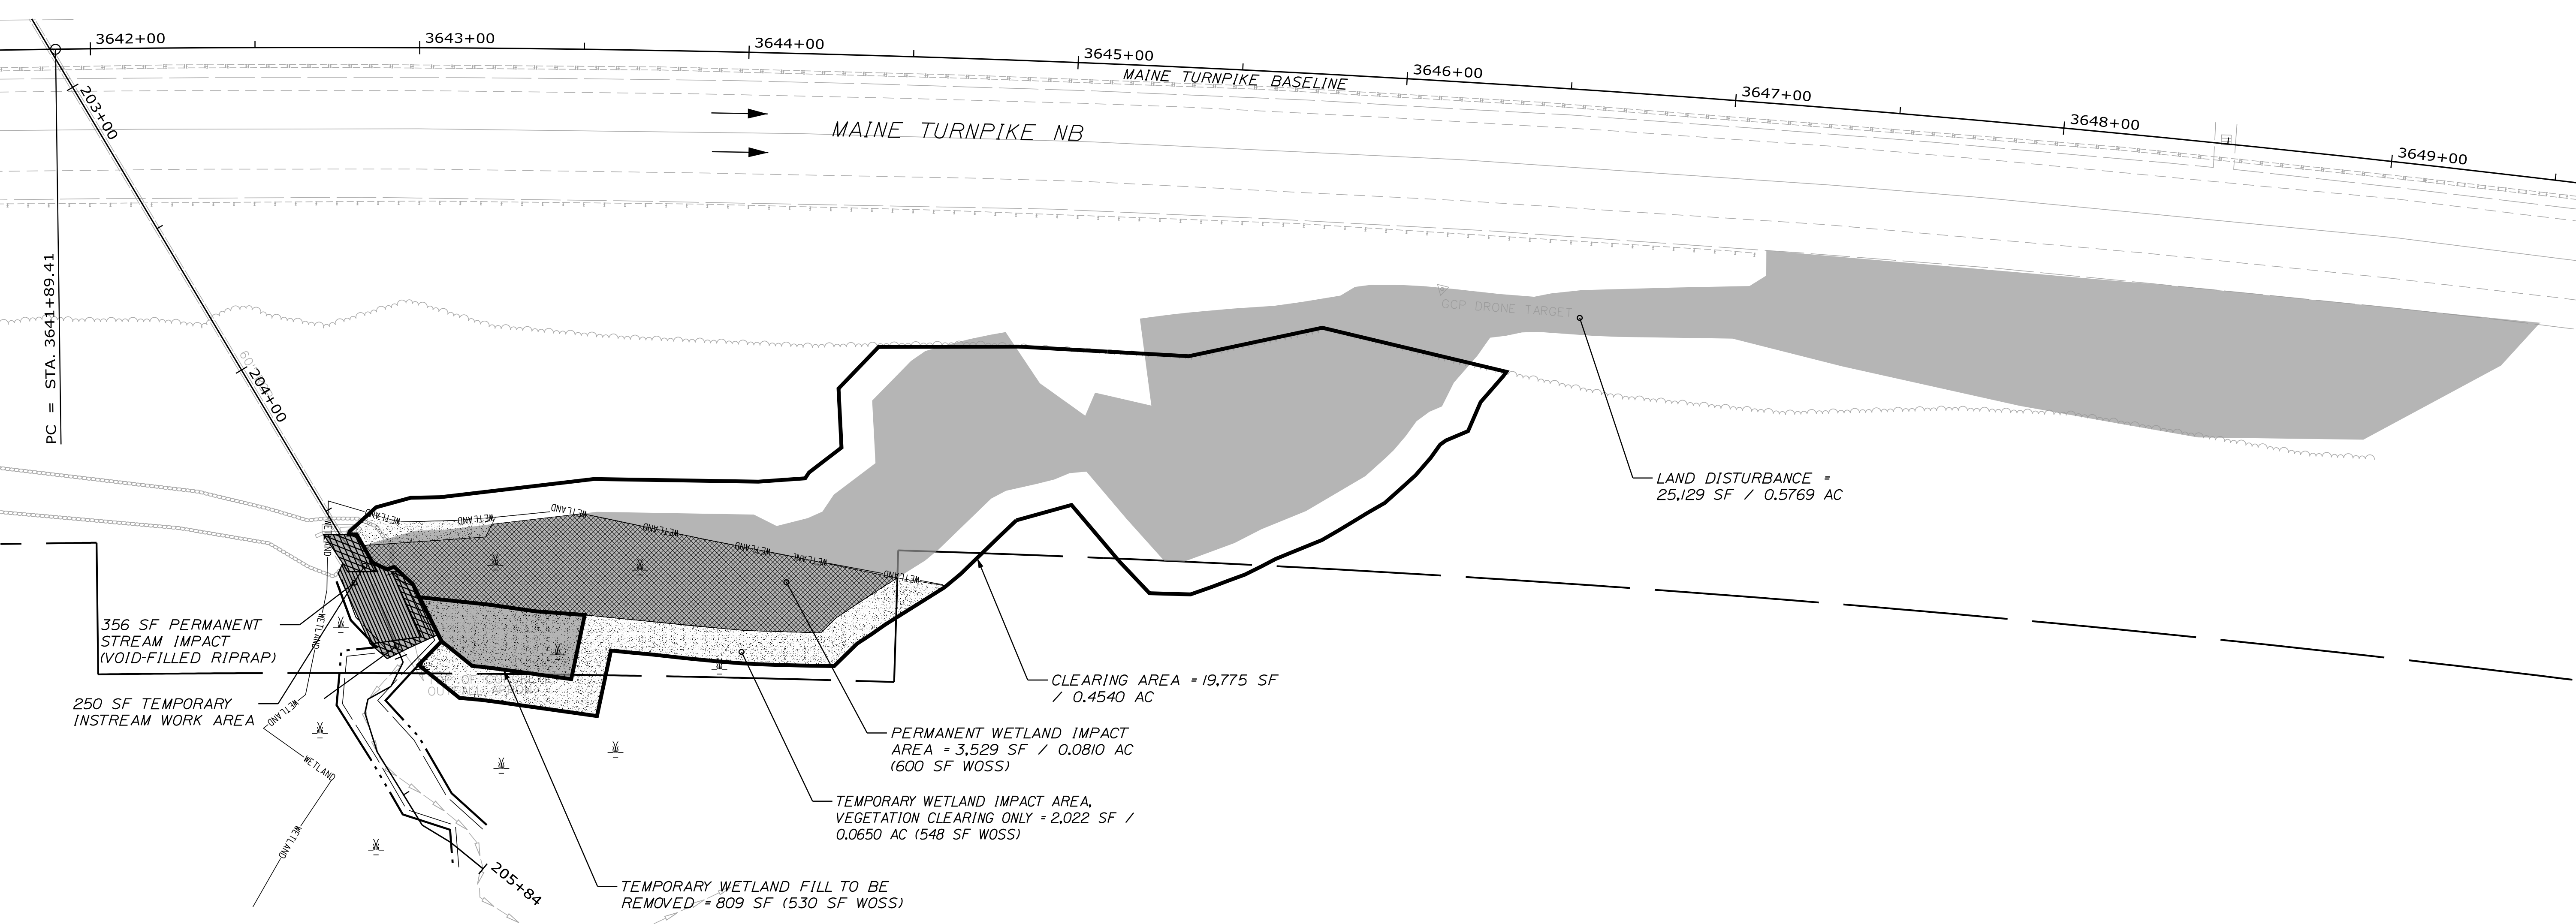 3642+00
3643+00
3644+00
3645+00
3646+00
3647+00
3648+00
3649+00
MAINE TURNPIKE BASELINE
MAINE TURNPIKE NB
203+00
PC = STA. 3641+89.41
204+00
GCP DRONE TARGET
LAND DISTURBANCE =
25,129 SF / 0.5769 AC
WETLAND
WETLAND
WETLAND
WETLAND
WETLAND
WETLAND
WETLAND
WETLAND
WETLAND
356 SF PERMANENT
STREAM IMPACT
(VOID-FILLED RIPRAP)
250 SF TEMPORARY
INSTREAM WORK AREA
WETLAND
WETLAND
WETLAND
CLEARING AREA = 19,775 SF
/ 0.4540 AC
PERMANENT WETLAND IMPACT
AREA = 3,529 SF / 0.0810 AC
(600 SF WOSS)
TEMPORARY WETLAND IMPACT AREA,
VEGETATION CLEARING ONLY = 2,022 SF /
0.0650 AC (548 SF WOSS)
205+84
TEMPORARY WETLAND FILL TO BE
REMOVED = 809 SF (530 SF WOSS)